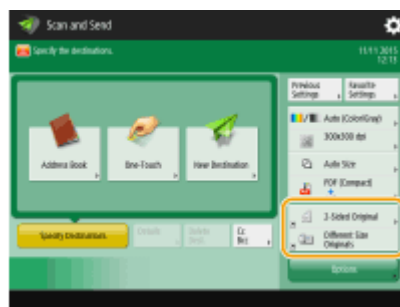 Scan and Send
Specify the destinations.
11/11 2015
12:13
Previous
Settings
Favorite
Settings
Auto (Color/Gray)
300x300 dpi
Address Book
One-Touch
New Destination
Auto Size
PDF (Compact)
2-Sided Original
Different Size
Originals
Specify Destinations.
Details
Delete
Dest.
Cc
Bcc
Options